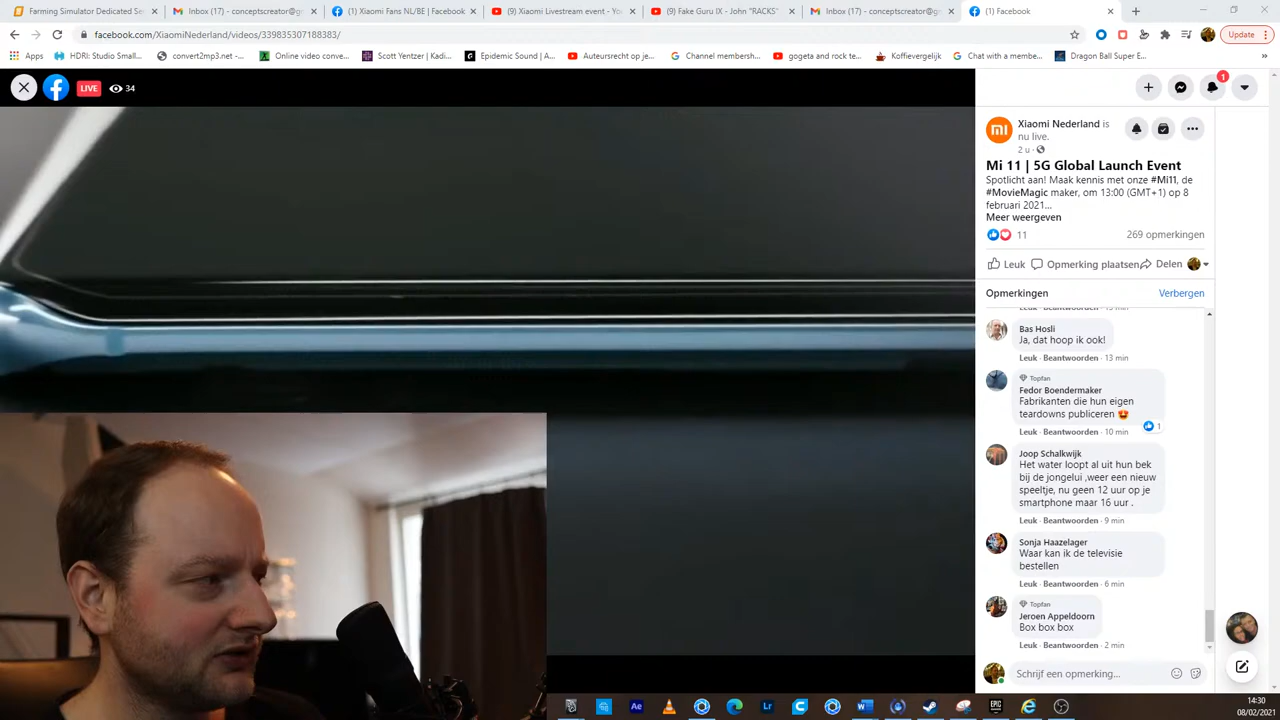 Farming Simulator Dedicated Serv
Inbox (17) - conceptscreator@go
(1) Xiaomi Fans NL/BE | Facebook
(9) Xiaomi Livestream event - Yo
(9) Fake Guru IX - John "RACKS"
Inbox (17) - conceptscreator@g
(1) Facebook
facebook.com/XiaomiNederland/videos/339835307188383/
Update
Apps
HDRI: Studio Small...
convert2mp3.net -...
Online video conve...
Scott Yentzer | Kadi...
Epidemic Sound | A...
Auteursrecht op je...
Channel membersh...
gogeta and rock te...
Koffievergelijk
Chat with a membe...
Dragon Ball Super E...
»
LIVE
34
1
mi
Xiaomi Nederland is
nu live.
2 u ·
Mi 11 | 5G Global Launch Event
Spotlicht aan! Maak kennis met onze #Mi11, de
#MovieMagic maker, om 13:00 (GMT+1) op 8
februari 2021...
Meer weergeven
11
269 opmerkingen
Leuk
Opmerking plaatsen
Delen
Opmerkingen
Verbergen
Bas Hosli
Ja, dat hoop ik ook!
Leuk · Beantwoorden · 13 min
Topfan
Fedor Boendermaker
Fabrikanten die hun eigen
teardowns publiceren 😍
1
Leuk · Beantwoorden · 10 min
Joop Schalkwijk
Het water loopt al uit hun bek
bij de jongelui ,weer een nieuw
speeltje, nu geen 12 uur op je
smartphone maar 16 uur .
Leuk · Beantwoorden · 9 min
Sonja Haazelager
Waar kan ik de televisie
bestellen
Leuk · Beantwoorden · 6 min
Topfan
Jeroen Appeldoorn
Box box box
Leuk · Beantwoorden · 2 min
Schrijf een opmerking...
Ae
Lr
W
EPIC
14:30
08/02/2021